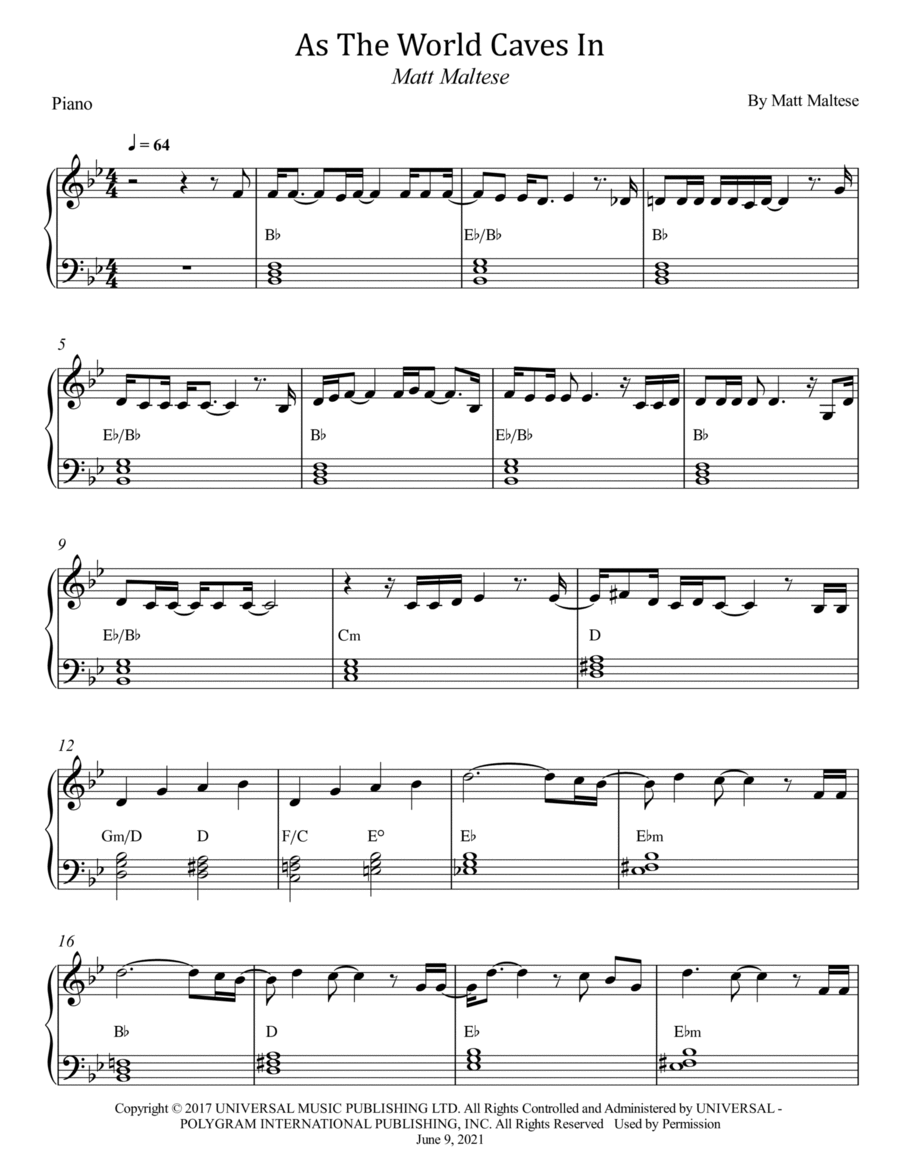 As The World Caves In
Matt Maltese
Piano
By Matt Maltese
♩ = 64
B♭ E♭/B♭ B♭
5
E♭/B♭ B♭ E♭/B♭ B♭
9
E♭/B♭ Cm D
12
Gm/D D F/C E° E♭ E♭m
16
B♭ D E♭ E♭m
Copyright © 2017 UNIVERSAL MUSIC PUBLISHING LTD. All Rights Controlled and Administered by UNIVERSAL -
POLYGRAM INTERNATIONAL PUBLISHING, INC. All Rights Reserved Used by Permission
June 9, 2021